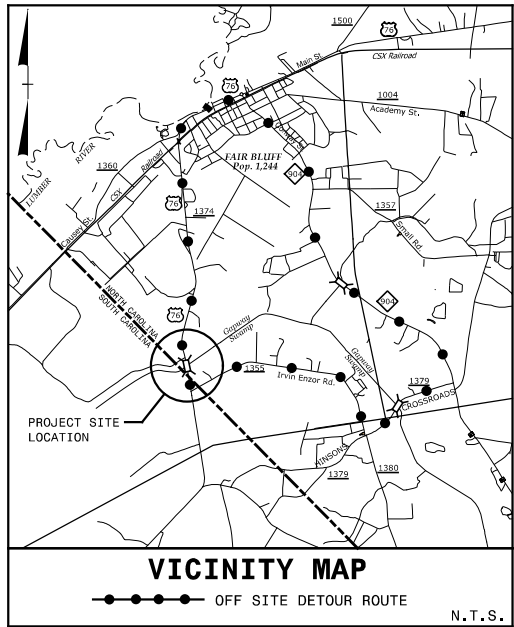 1500
76
CSX Railroad
Main St.
76
1004
Academy St.
FAIR BLUFF
Pop. 1,244
904
RIVER
LUMBER
1360
Railroad
CSX
Causey St.
76
1374
1357
Small Rd.
904
NORTH CAROLINA
SOUTH CAROLINA
76
Gapway
Swamp
Gapway
Swamp
1355
Irvin Enzor Rd.
1379
CROSSROADS
PROJECT SITE
LOCATION
HINSONS
1379
1380
VICINITY MAP
OFF SITE DETOUR ROUTE
N.T.S.